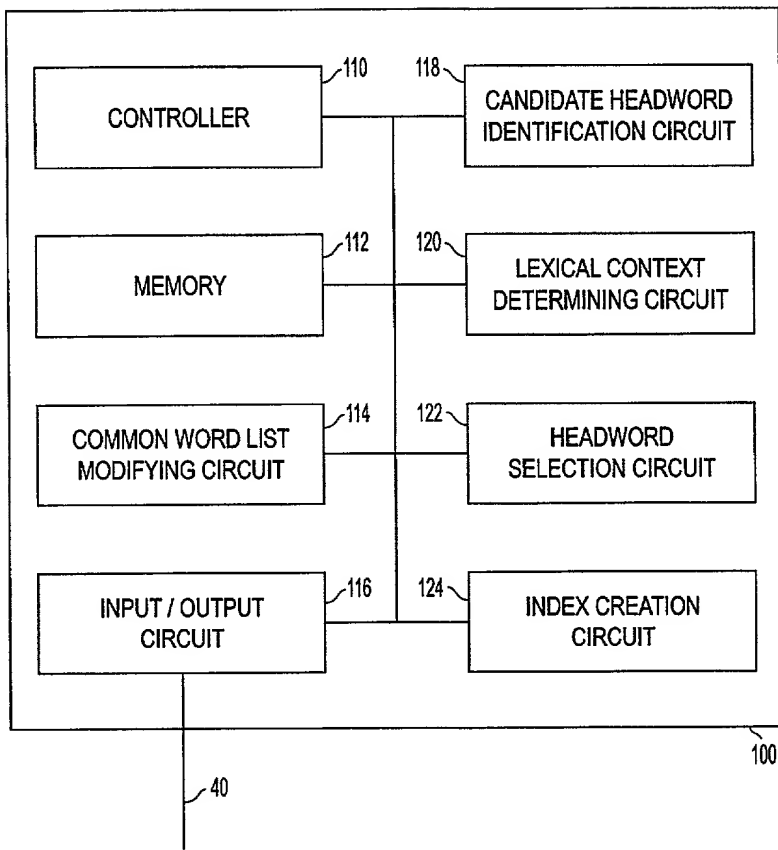 110
CONTROLLER
118
CANDIDATE HEADWORD
IDENTIFICATION CIRCUIT
112
MEMORY
120
LEXICAL CONTEXT
DETERMINING CIRCUIT
114
COMMON WORD LIST
MODIFYING CIRCUIT
122
HEADWORD
SELECTION CIRCUIT
116
INPUT / OUTPUT
CIRCUIT
124
INDEX CREATION
CIRCUIT
100
40